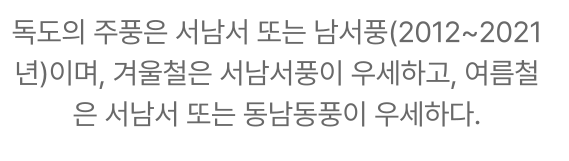 독도의 주풍은 서남서 또는 남서풍(2012~2021
년)이며, 겨울철은 서남서풍이 우세하고, 여름철
은 서남서 또는 동남동풍이 우세하다.